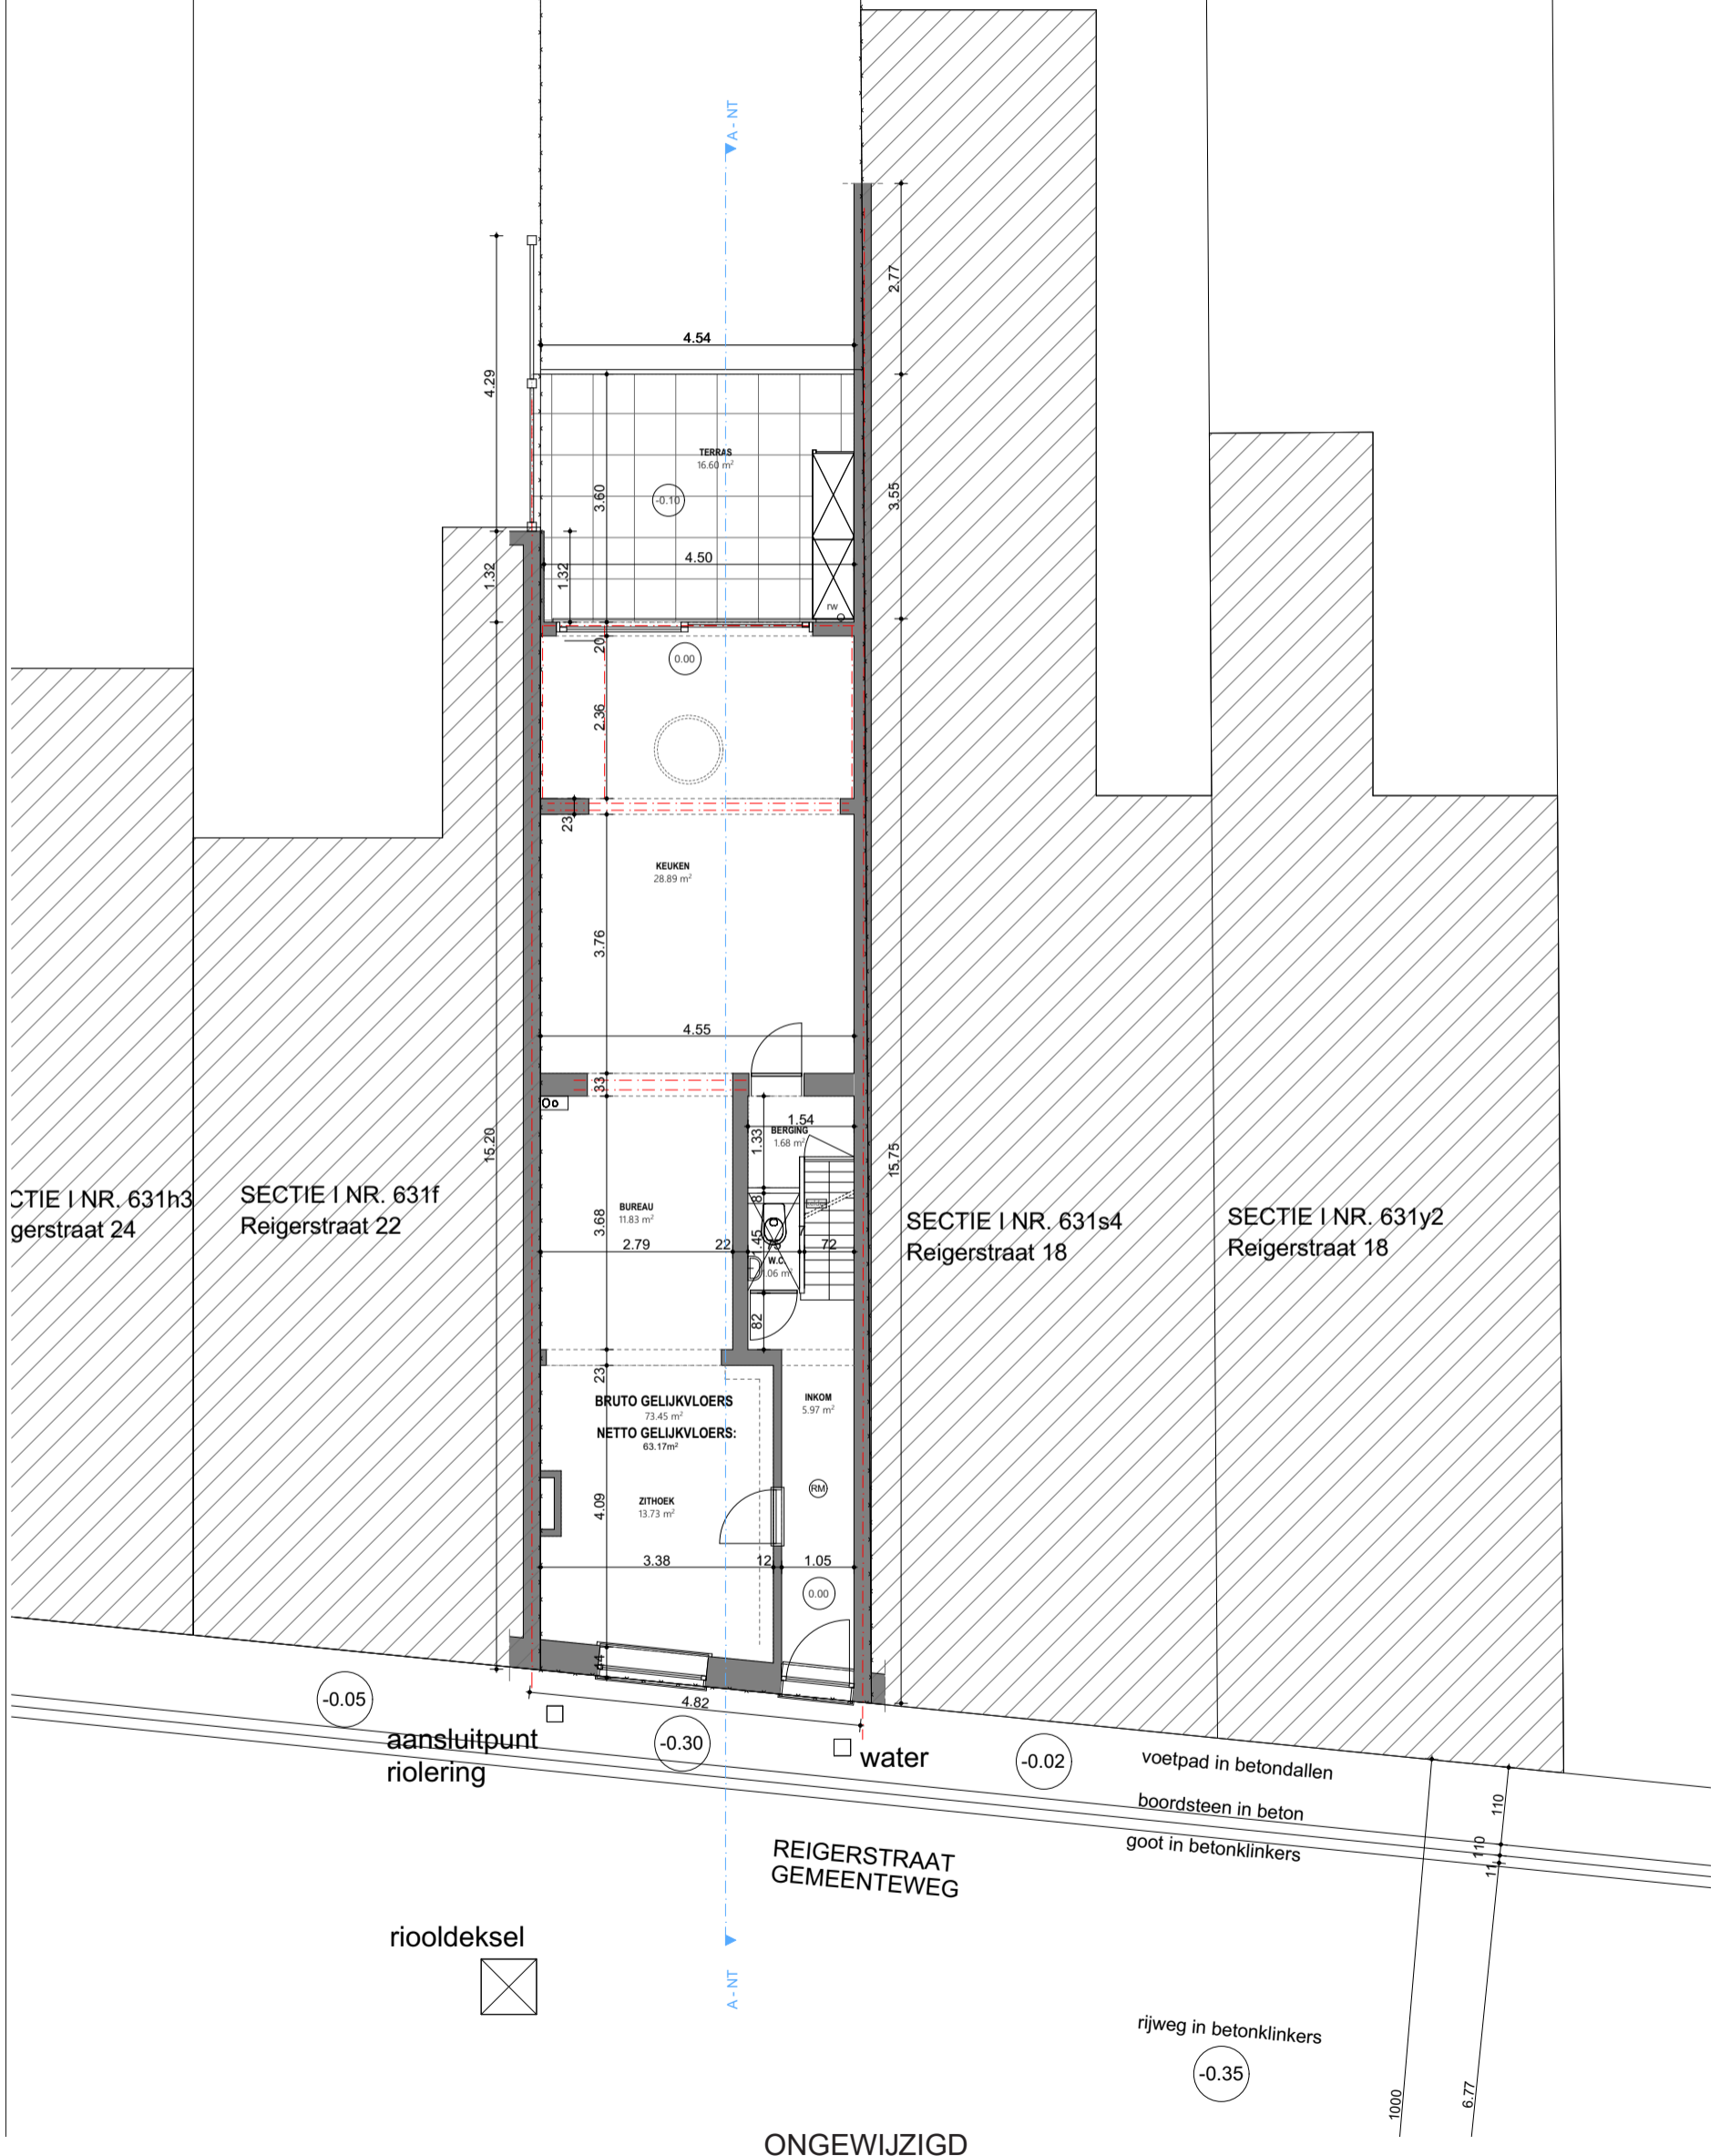 A - NT
2.77
4.54
4.29
TERRAS
16.60 m²
-0.10
3.60
3.55
4.50
1.32
1.32
rw
20
0.00
2.36
23
KEUKEN
28.89 m²
3.76
4.55
33
1.54
BERGING
1.68 m²
1.33
15.20
15.75
CTIE I NR. 631h3
gerstraat 24
SECTIE I NR. 631f
Reigerstraat 22
BUREAU
11.83 m²
3.68
8
SECTIE I NR. 631s4
Reigerstraat 18
SECTIE I NR. 631y2
Reigerstraat 18
2.79
22
1.45
7
72
W.C
82
23
BRUTO GELIJKVLOERS
73.45 m²
NETTO GELIJKVLOERS:
63.17m²
INKOM
5.97 m²
RM
ZITHOEK
13.73 m²
4.09
3.38
12
1.05
0.00
44
4.82
-0.05
-0.30
-0.02
aansluitpunt
riolering
water
voetpad in betondallen
boordsteen in beton
goot in betonklinkers
110
110
11
REIGERSTRAAT
GEMEENTEWEG
riooldeksel
A - NT
rijweg in betonklinkers
-0.35
1000
6.77
ONGEWIJZIGD